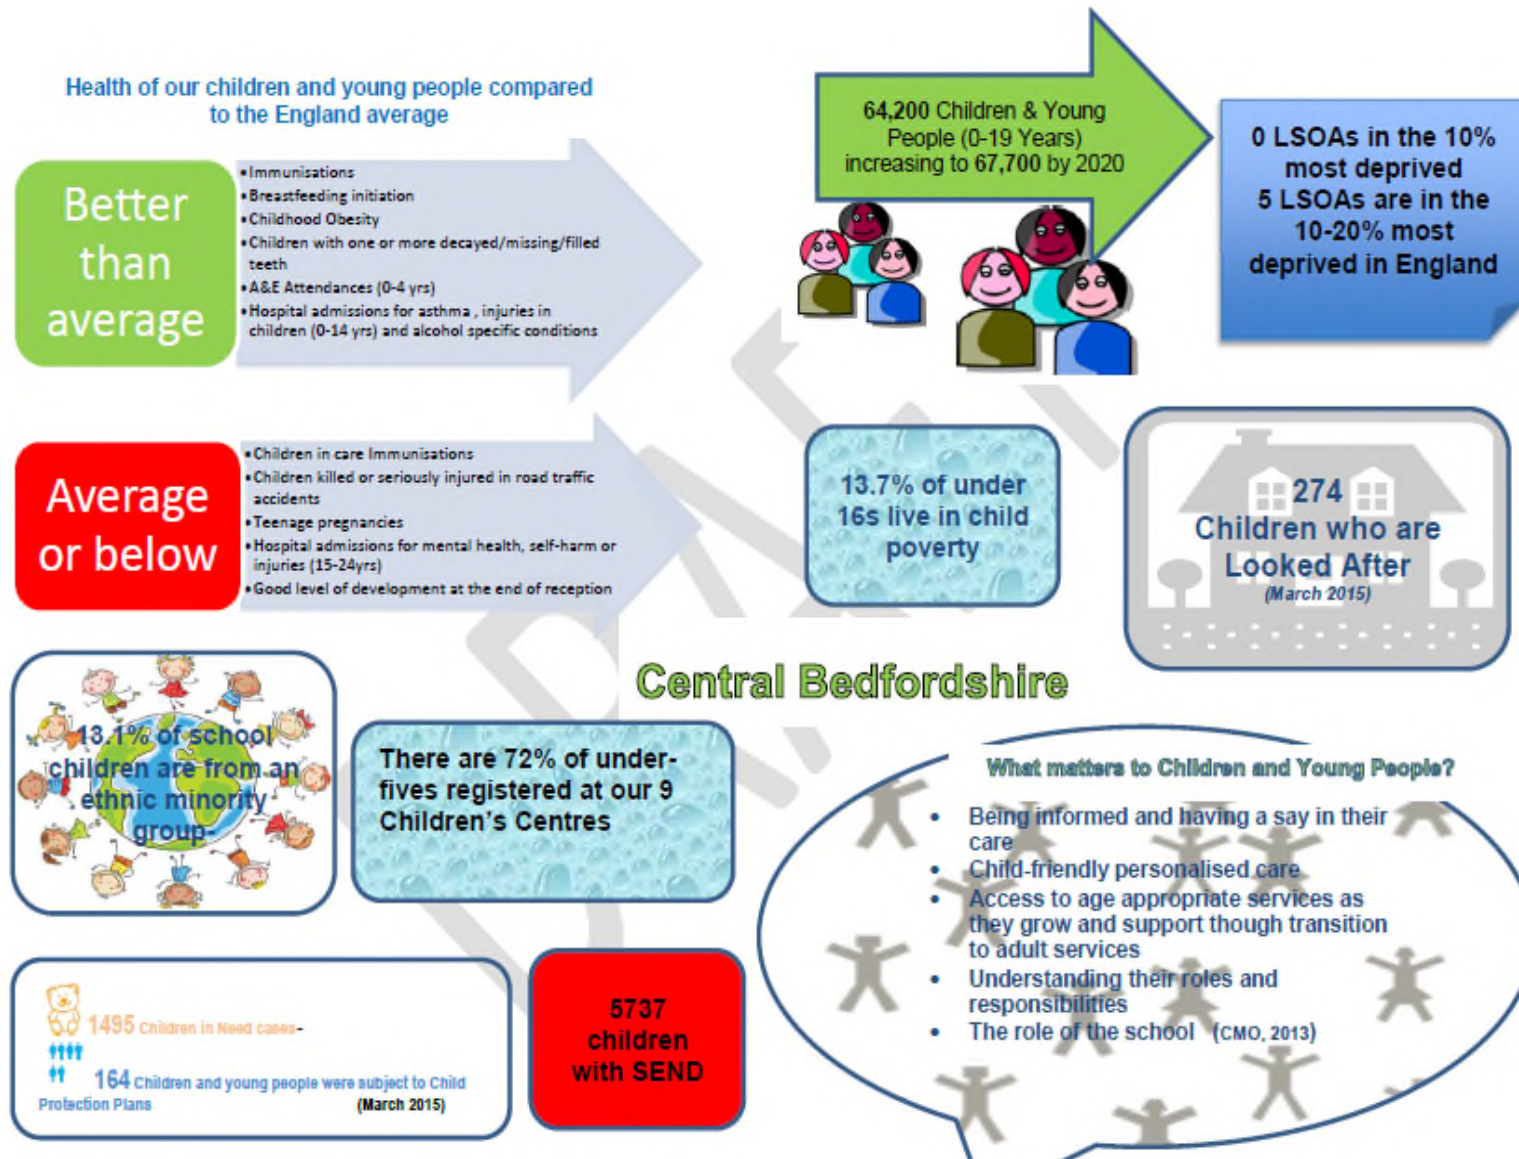 Health of our children and young people compared
to the England average
Better
than
average
•Immunisations
•Breastfeeding initiation
•Childhood Obesity
•Children with one or more decayed/missing/filled
teeth
•A&E Attendances (0-4 yrs)
•Hospital admissions for asthma , injuries in
children (0-14 yrs) and alcohol specific conditions
64,200 Children & Young
People (0-19 Years)
increasing to 67,700 by 2020
0 LSOAs in the 10%
most deprived
5 LSOAs are in the
10-20% most
deprived in England
Average
or below
•Children in care Immunisations
•Children killed or seriously injured in road traffic
accidents
•Teenage pregnancies
•Hospital admissions for mental health, self-harm or
injuries (15-24yrs)
•Good level of development at the end of reception
13.7% of under
16s live in child
poverty
274
Children who are
Looked After
(March 2015)
DRAFT
Central Bedfordshire
13.1% of school
children are from an
ethnic minority
group-
There are 72% of under-
fives registered at our 9
Children's Centres
What matters to Children and Young People?
• Being informed and having a say in their
care
• Child-friendly personalised care
• Access to age appropriate services as
they grow and support though transition
to adult services
• Understanding their roles and
responsibilities
• The role of the school (CMO, 2013)
1495 Children in Need cases-
164 Children and young people were subject to Child
Protection Plans (March 2015)
5737
children
with SEND